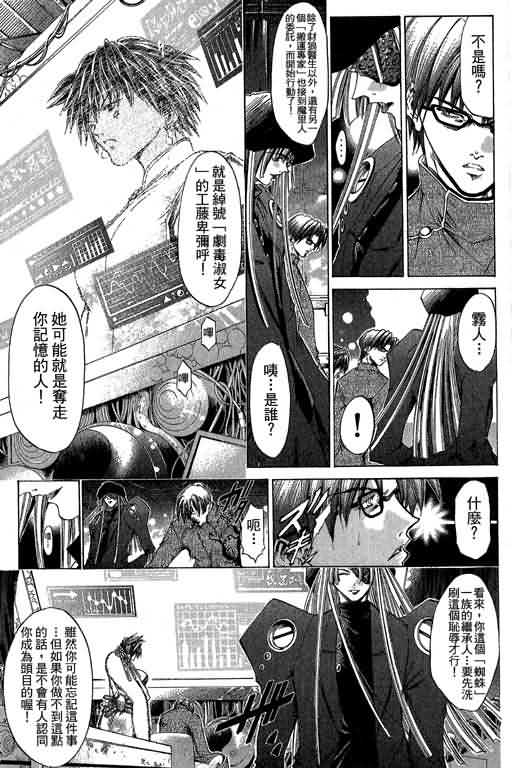 不是嗎？
…
除了財狼醫生以外，還有另一
個「搬運專家」也接到魔里人
的委託，而開始行動了！
就是綽號「劇毒淑女
」的工藤卑彌呼！
霧人…
！
咦…是誰？
嗶
嗶
她可能就是奪走
你記憶的人！
什麼？
呃…
看來，你這個「蜘蛛
一族的繼承人」…要先洗
刷這個恥辱才行！
雖然你可能忘記這件事
…但如果你做不到這點
的話，是不會有人認同
你成為頭目的喔！